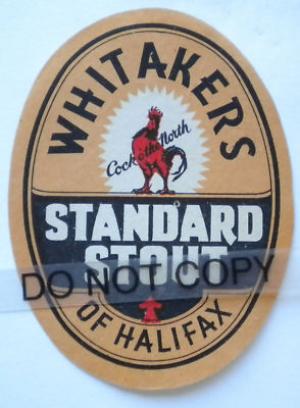 WHITAKERS
Cock o' the North
STANDARD
STOUT
DO NOT COPY
OF HALIFAX